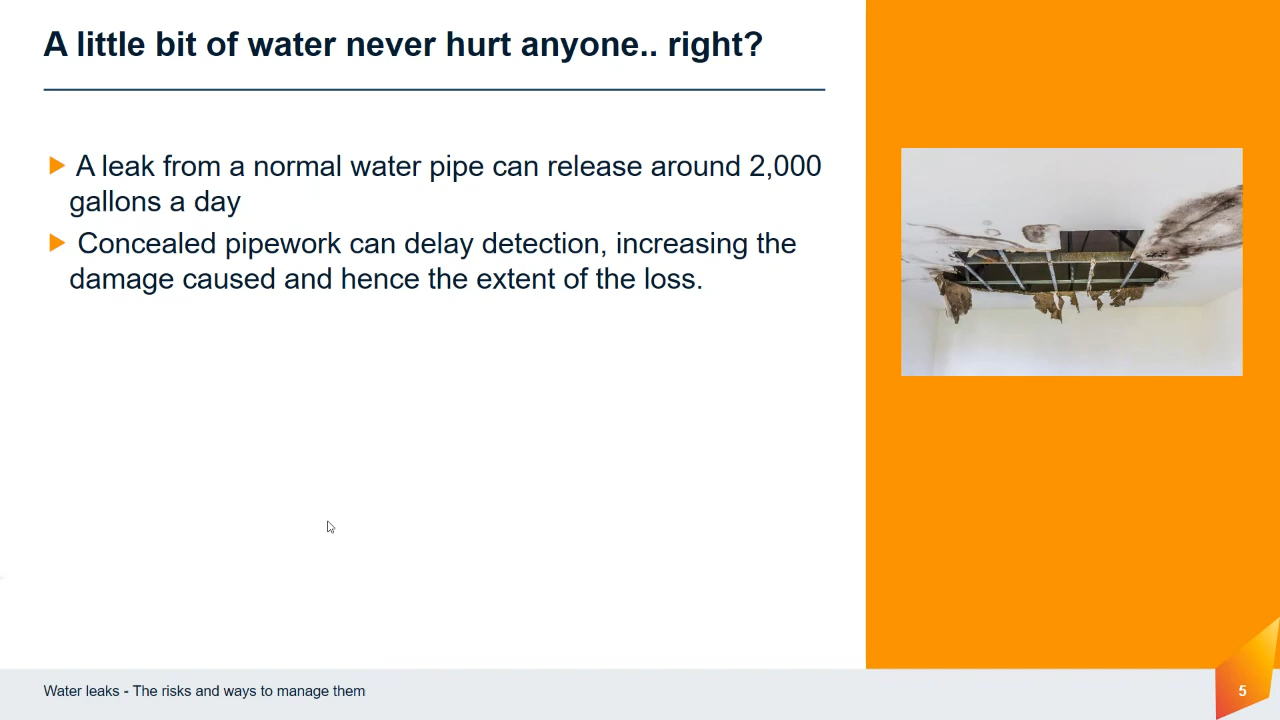 A little bit of water never hurt anyone.. right?
A leak from a normal water pipe can release around 2,000
gallons a day
Concealed pipework can delay detection, increasing the
damage caused and hence the extent of the loss.
Water leaks - The risks and ways to manage them
5